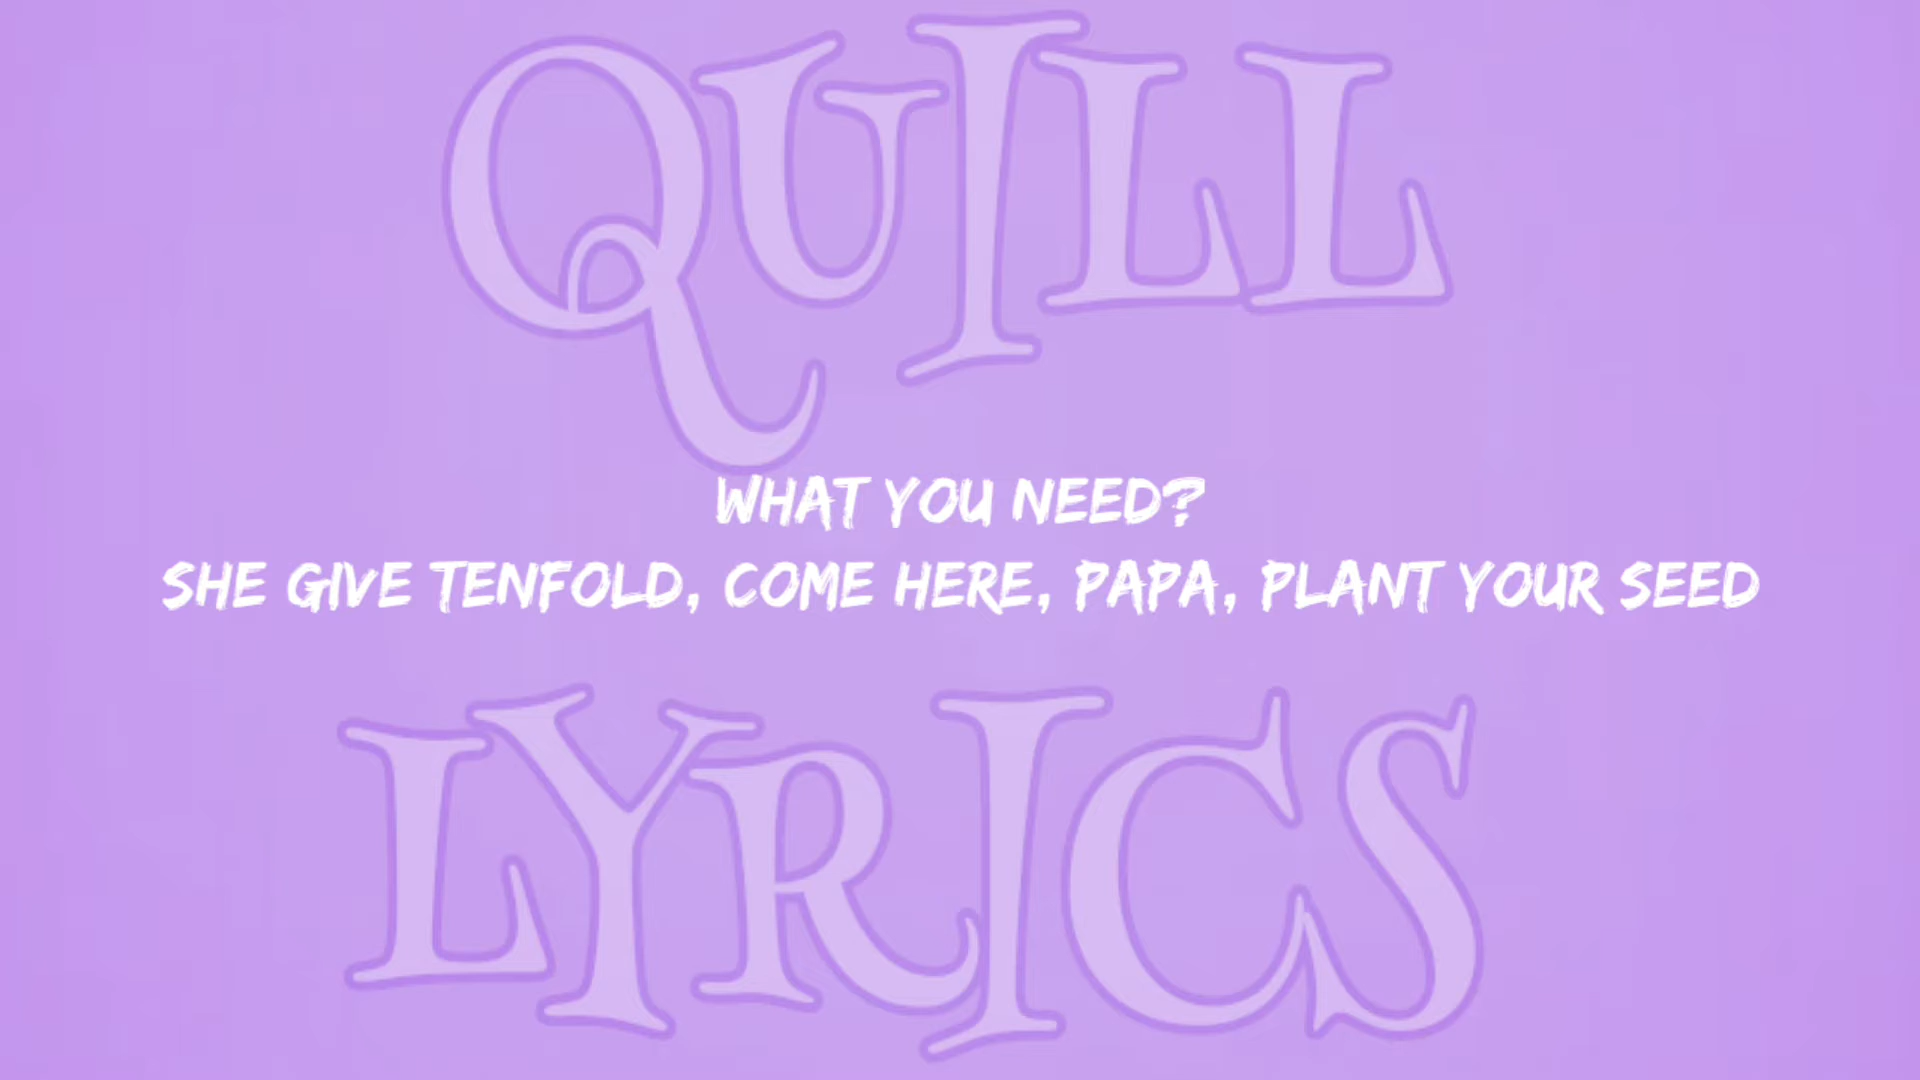 QUILL
WHAT YOU NEED?
SHE GIVE TENFOLD, COME HERE, PAPA, PLANT YOUR SEED
LYRICS